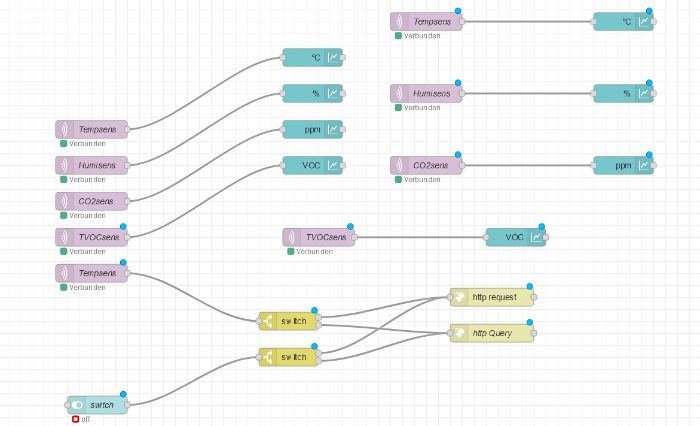 Tempsens
°C
Verbunden
°C
Humisens
%
%
Verbunden
Tempsens
ppm
Verbunden
Humisens
VOC
CO2sens
ppm
Verbunden
Verbunden
CO2sens
Verbunden
TVOCsens
TVOCsens
VOC
Verbunden
Verbunden
Tempsens
Verbunden
http request
switch
http Query
switch
switch
off